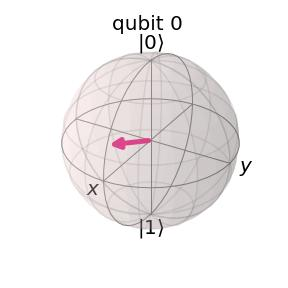 qubit 0
|0⟩
x
y
|1⟩